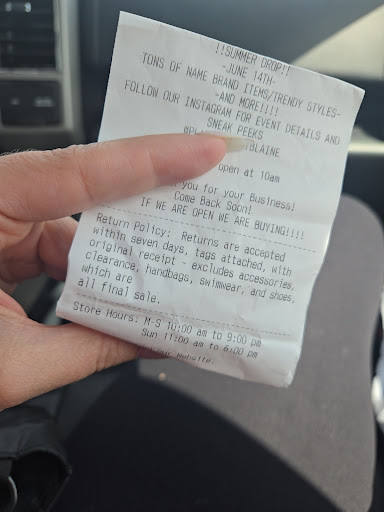 !!SUMMER DROP!!
-JUNE 14TH-
TONS OF NAME BRAND ITEMS/TRENDY STYLES-
-AND MORE!!!!
FOLLOW OUR INSTAGRAM FOR EVENT DETAILS AND
SNEAK PEEKS
BLAINE
open at 10am
you for your Business!
Come Back Soon!
IF WE ARE OPEN WE ARE BUYING!!!!
Return Policy: Returns are accepted
within seven days, tags attached, with
original receipt - excludes accessories,
clearance, handbags, swimwear, and shoes,
which are
all final sale.
Store Hours: M-S 10:00 am to 9:00 pm
Sun 11:00 am to 6:00 pm
Website.